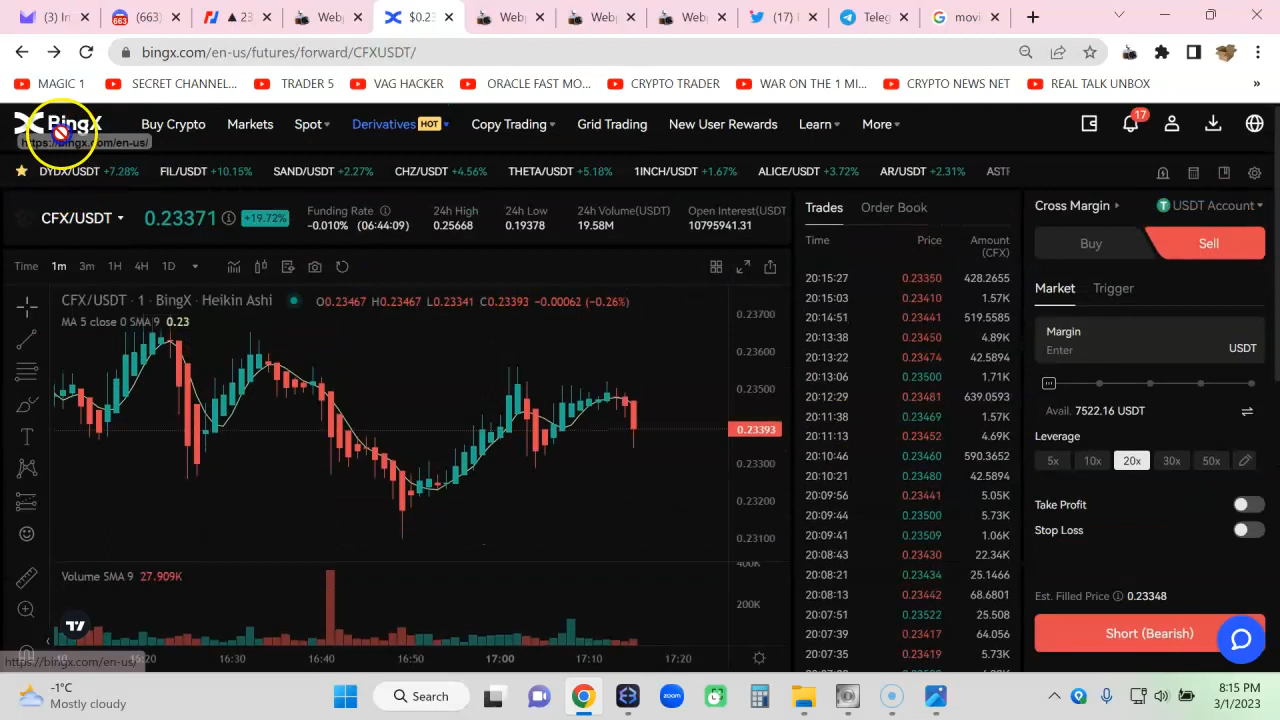 (3) In
(663)
23
Webp
$0.23
Webp
Webp
Webp
(17)
Teleg
movi
bingx.com/en-us/futures/forward/CFXUSDT/
MAGIC 1
SECRET CHANNEL...
TRADER 5
VAG HACKER
ORACLE FAST MO...
CRYPTO TRADER
WAR ON THE 1 MI...
CRYPTO NEWS NET
REAL TALK UNBOX
»
BingX
Buy Crypto
Markets
Spot
Derivatives HOT
Copy Trading
Grid Trading
New User Rewards
Learn
More
17
https://bingx.com/en-us/
DYDX/USDT +7.28%
FIL/USDT +10.15%
SAND/USDT +2.27%
CHZ/USDT +4.56%
THETA/USDT +5.18%
1INCH/USDT +1.67%
ALICE/USDT +3.72%
AR/USDT +2.31%
ASTF
CFX/USDT
0.23371
+19.72%
Funding Rate
-0.010% (06:44:09)
24h High
0.25668
24h Low
0.19378
24h Volume(USDT)
19.58M
Open Interest(USDT
10795941.31
Time 1m 3m 1H 4H 1D
CFX/USDT · 1 · BingX · Heikin Ashi
O0.23467 H0.23467 L0.23341 C0.23393 -0.00062 (-0.26%)
MA 5 close 0 SMA 9 0.23
0.23700
0.23600
0.23500
0.23393
0.23300
0.23200
0.23100
Volume SMA 9 27.909K
400K
200K
:10 16:20 16:30 16:40 16:50 17:00 17:10 17:20
https://bingx.com/en-us/
Trades
Order Book
Time Price Amount
(CFX)
20:15:27 0.23350 428.2655
20:15:03 0.23410 1.57K
20:14:51 0.23441 519.5585
20:13:38 0.23450 4.89K
20:13:22 0.23474 42.5894
20:13:06 0.23500 1.71K
20:12:29 0.23481 639.0593
20:11:38 0.23469 1.57K
20:11:13 0.23452 4.69K
20:10:46 0.23460 590.3652
20:10:21 0.23480 42.5894
20:09:56 0.23441 5.05K
20:09:44 0.23500 5.73K
20:09:41 0.23509 1.06K
20:08:43 0.23430 22.34K
20:08:21 0.23434 25.1466
20:08:13 0.23442 68.6801
20:07:51 0.23522 25.508
20:07:39 0.23417 64.056
20:07:34 0.23419 5.73K
Cross Margin
USDT Account
Buy
Sell
Market
Trigger
Margin
Enter
USDT
Avail. 7522.16 USDT
Leverage
5x 10x 20x 30x 50x
Take Profit
Stop Loss
Est. Filled Price 0.23348
Short (Bearish)
-1°C
Mostly cloudy
Search
zoom
8:15 PM
3/1/2023